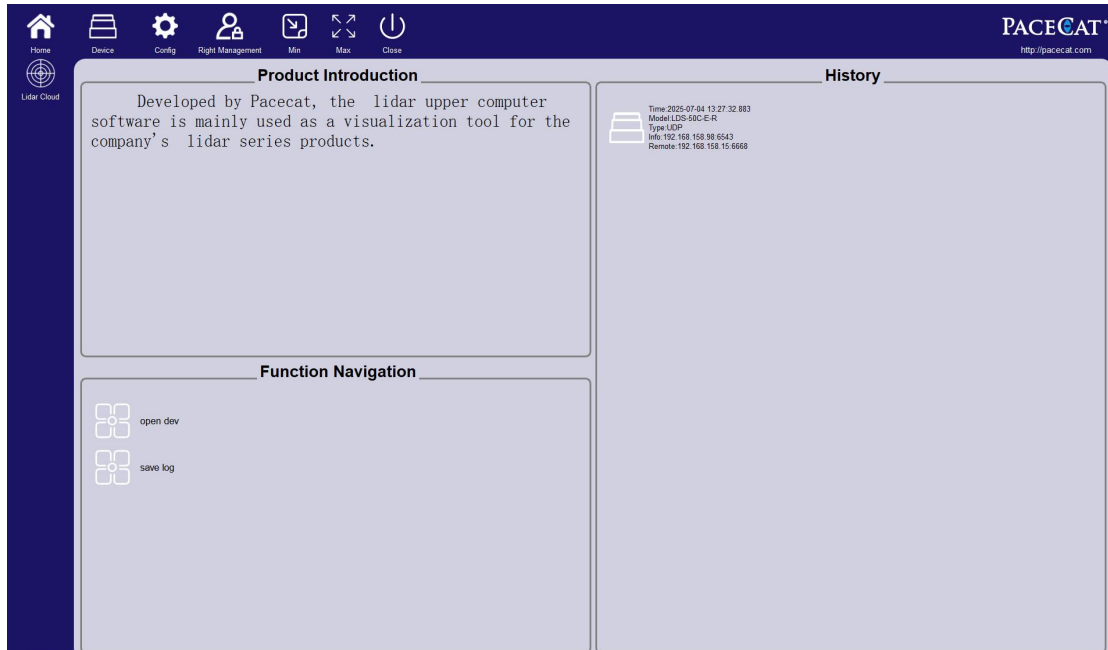 Home
Device
Config
Right Management
Min
Max
Close
PACECAT®
http://pacecat.com
Lidar Cloud
Product Introduction
Developed by Pacecat, the lidar upper computer
software is mainly used as a visualization tool for the
company's lidar series products.
History
Time:2025-07-04 13:27:32.883
Model:LDS-50C-E-R
Type:UDP
Info:192.168.158.98:6543
Remote:192.168.158.15:6668
Function Navigation
open dev
save log